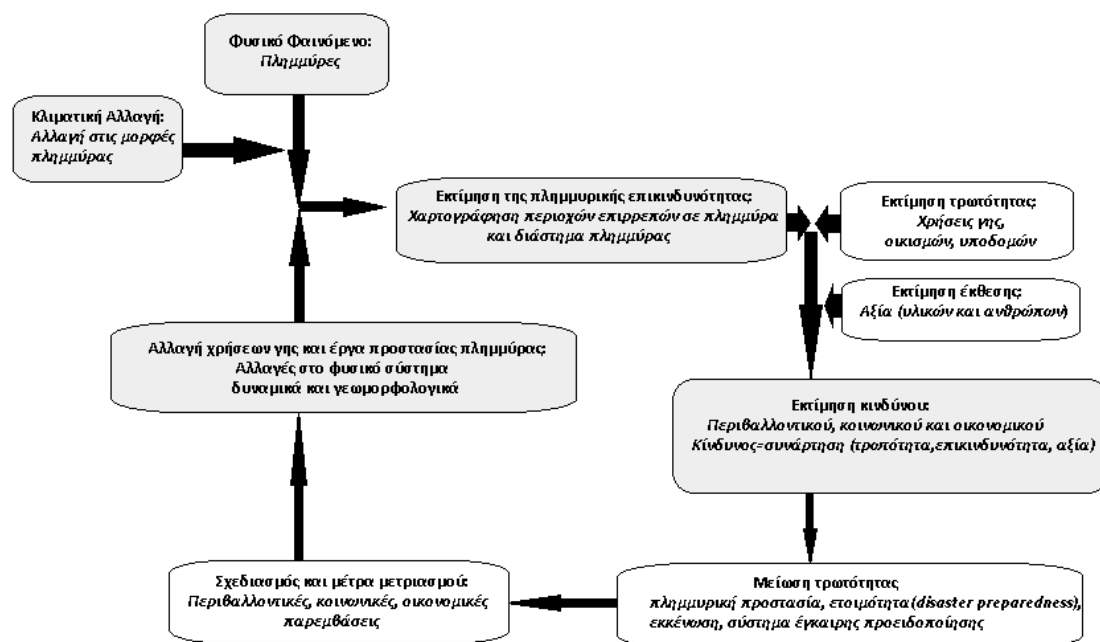 Φυσικό Φαινόμενο:
Πλημμύρες
Κλιματική Αλλαγή:
Αλλαγή στις μορφές
πλημμύρας
Εκτίμηση της πλημμυρικής επικινδυνότητας:
Χαρτογράφηση περιοχών επιρρεπών σε πλημμύρα
και διάστημα πλημμύρας
Εκτίμηση τρωτότητας:
Χρήσεις γης,
οικισμών, υποδομών
Εκτίμηση έκθεσης:
Αξία (υλικών και ανθρώπων)
Αλλαγή χρήσεων γης και έργα προστασίας πλημμύρας:
Αλλαγές στο φυσικό σύστημα
δυναμικά και γεωμορφολογικά
Εκτίμηση κινδύνου:
Περιβαλλοντικού, κοινωνικού και οικονομικού
Κίνδυνος=συνάρτηση (τρωπότητα,επικινδυνότητα, αξία)
Σχεδιασμός και μέτρα μετριασμού:
Περιβαλλοντικές, κοινωνικές, οικονομικές
παρεμβάσεις
Μείωση τρωτότητας
πλημμυρική προστασία, ετοιμότητα(disaster preparedness),
εκκένωση, σύστημα έγκαιρης προειδοποίησης